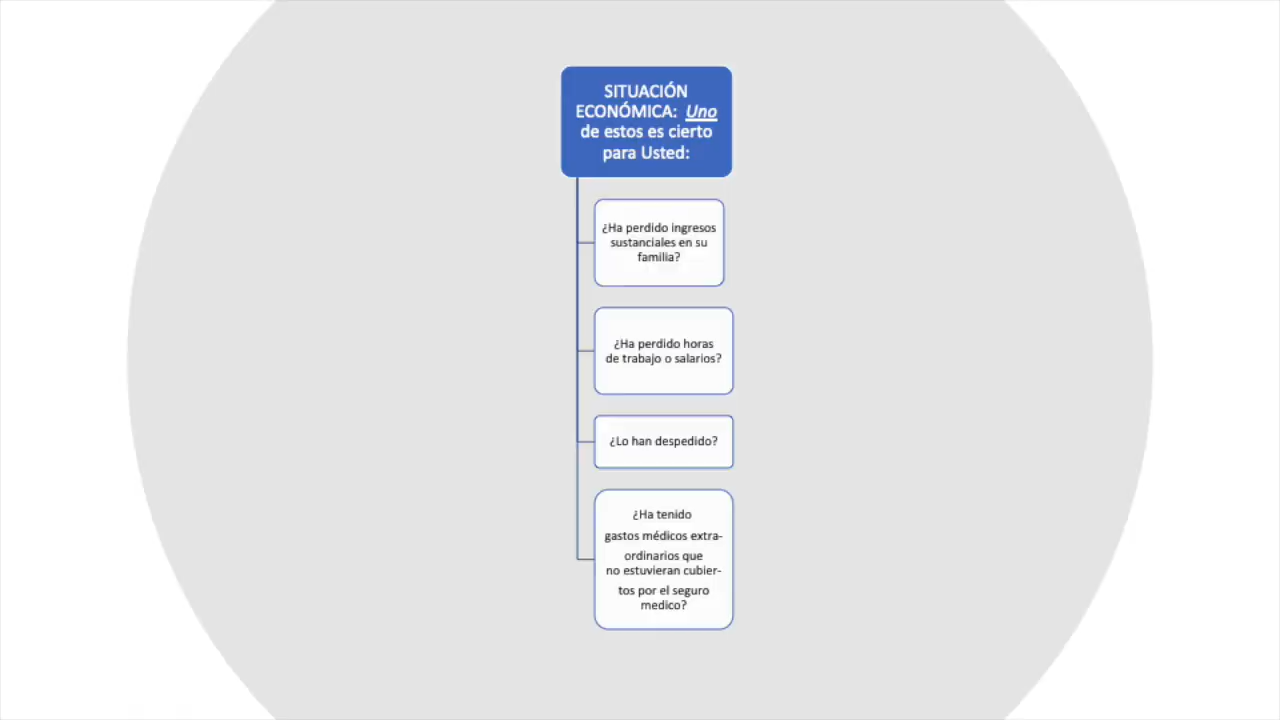 SITUACIÓN
ECONÓMICA: Uno
de estos es cierto
para Usted:
¿Ha perdido ingresos
sustanciales en su
familia?
¿Ha perdido horas
de trabajo o salarios?
¿Lo han despedido?
¿Ha tenido
gastos médicos extra-
ordinarios que
no estuvieran cubier-
tos por el seguro
medico?